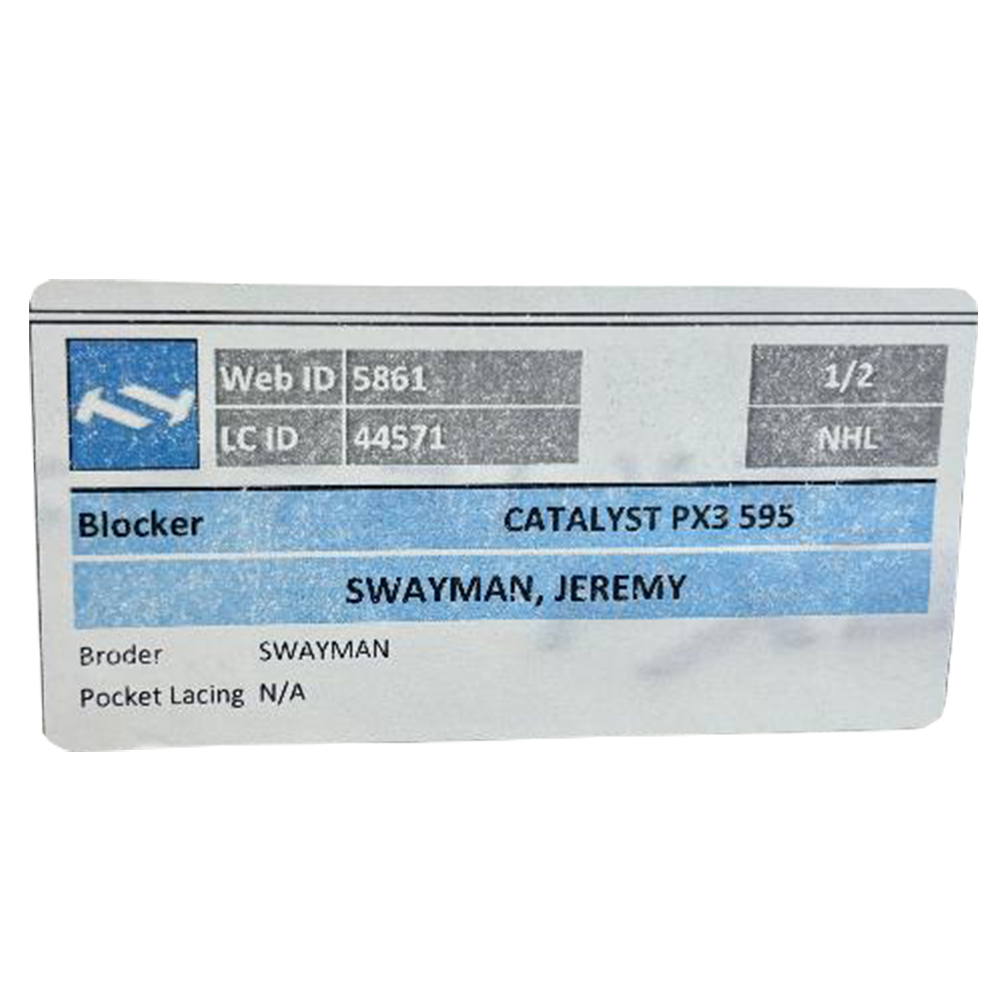 Web ID 5861 1/2
LC ID 44571 NHL
Blocker CATALYST PX3 595
SWAYMAN, JEREMY
Broder SWAYMAN
Pocket Lacing N/A